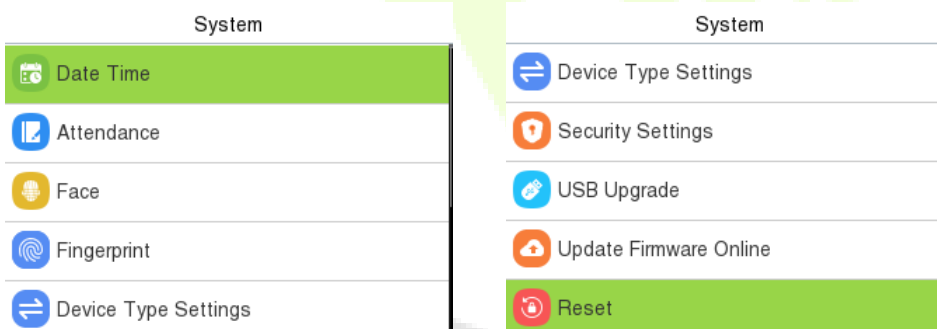 System
Date Time
Attendance
Face
Fingerprint
Device Type Settings
System
Device Type Settings
Security Settings
USB Upgrade
Update Firmware Online
Reset